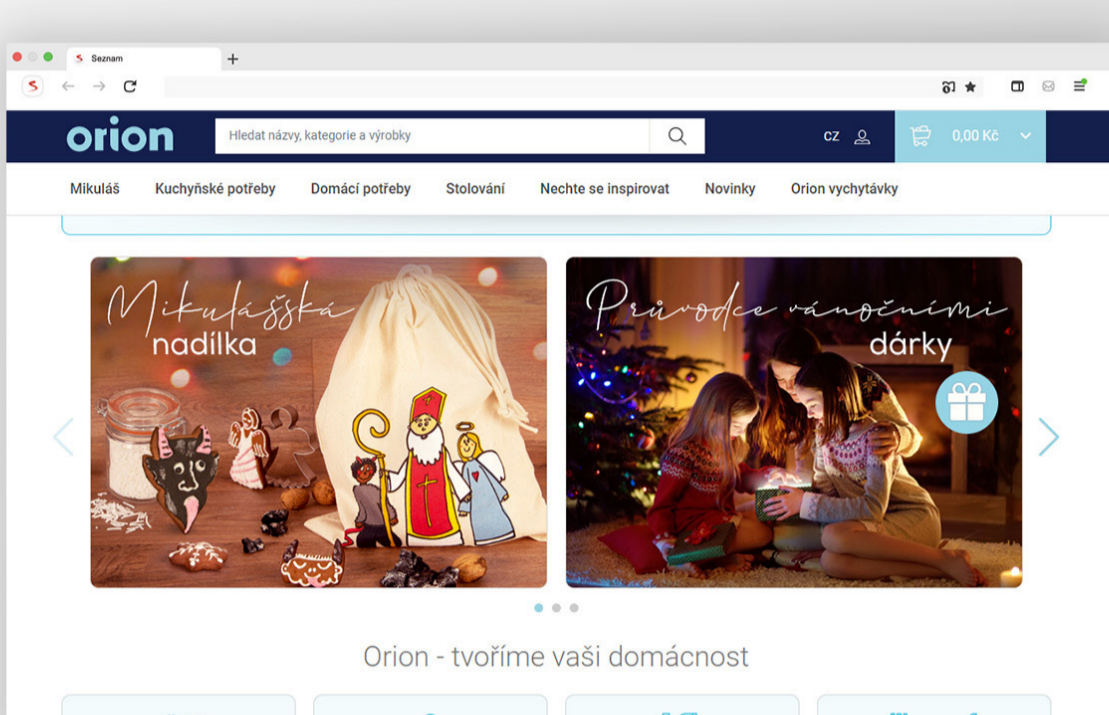 Seznam
orion
Hledat názvy, kategorie a výrobky
CZ
0,00 Kč
Mikuláš Kuchyňské potřeby Domácí potřeby Stolování Nechte se inspirovat Novinky Orion vychytávky
Mikulášská
nadílka
Průvodce vánočními
dárky
Orion - tvoříme vaši domácnost